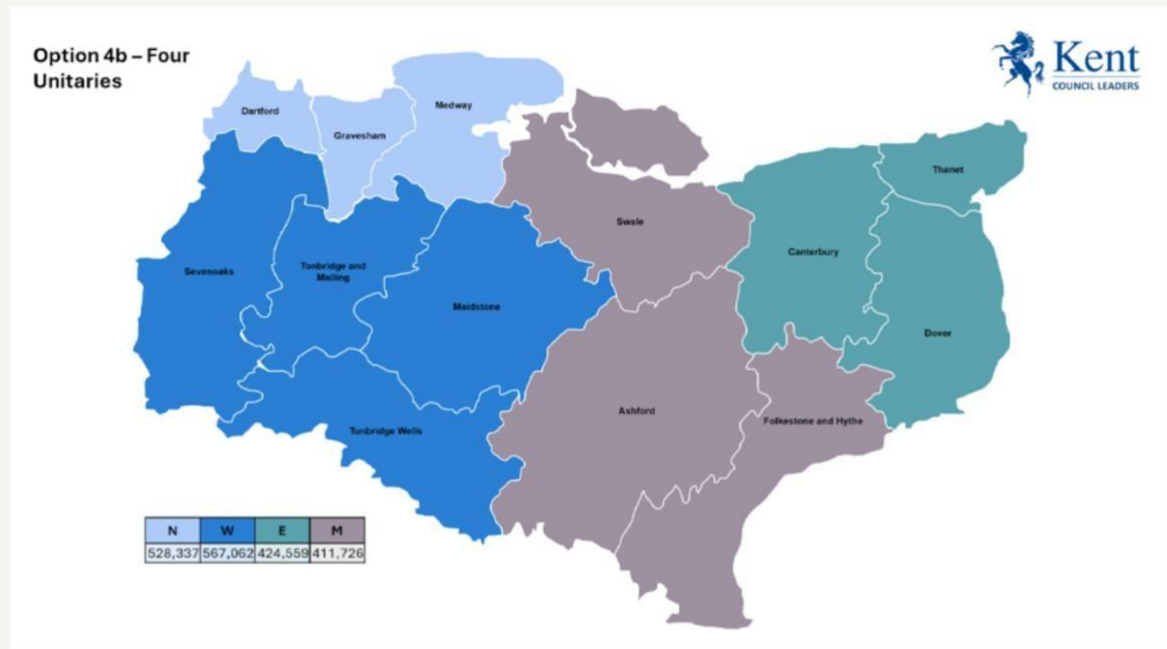 Option 4b – Four
Unitaries
Kent
COUNCIL LEADERS
Dartford
Gravesham
Medway
Thanet
Swale
Canterbury
Sevenoaks
Tonbridge and
Malling
Maidstone
Dover
Ashford
Folkestone and Hythe
Tunbridge Wells
N W E M
528,337 567,062 424,559 411,726